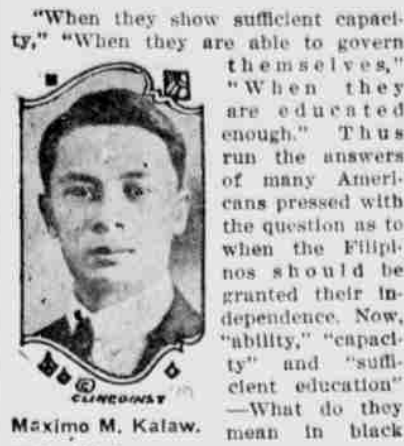 "When they show sufficient capaci-
ty," "When they are able to govern
themselves,"
"When they
are educated
enough." Thus
run the answers
of many Ameri-
cans pressed with
the question as to
when the Filipi-
nos should be
granted their in-
dependence. Now,
"ability," "capaci-
ty" and "suffi-
cient education"
—What do they
mean in black
©
CLINEDINST
Maximo M. Kalaw.